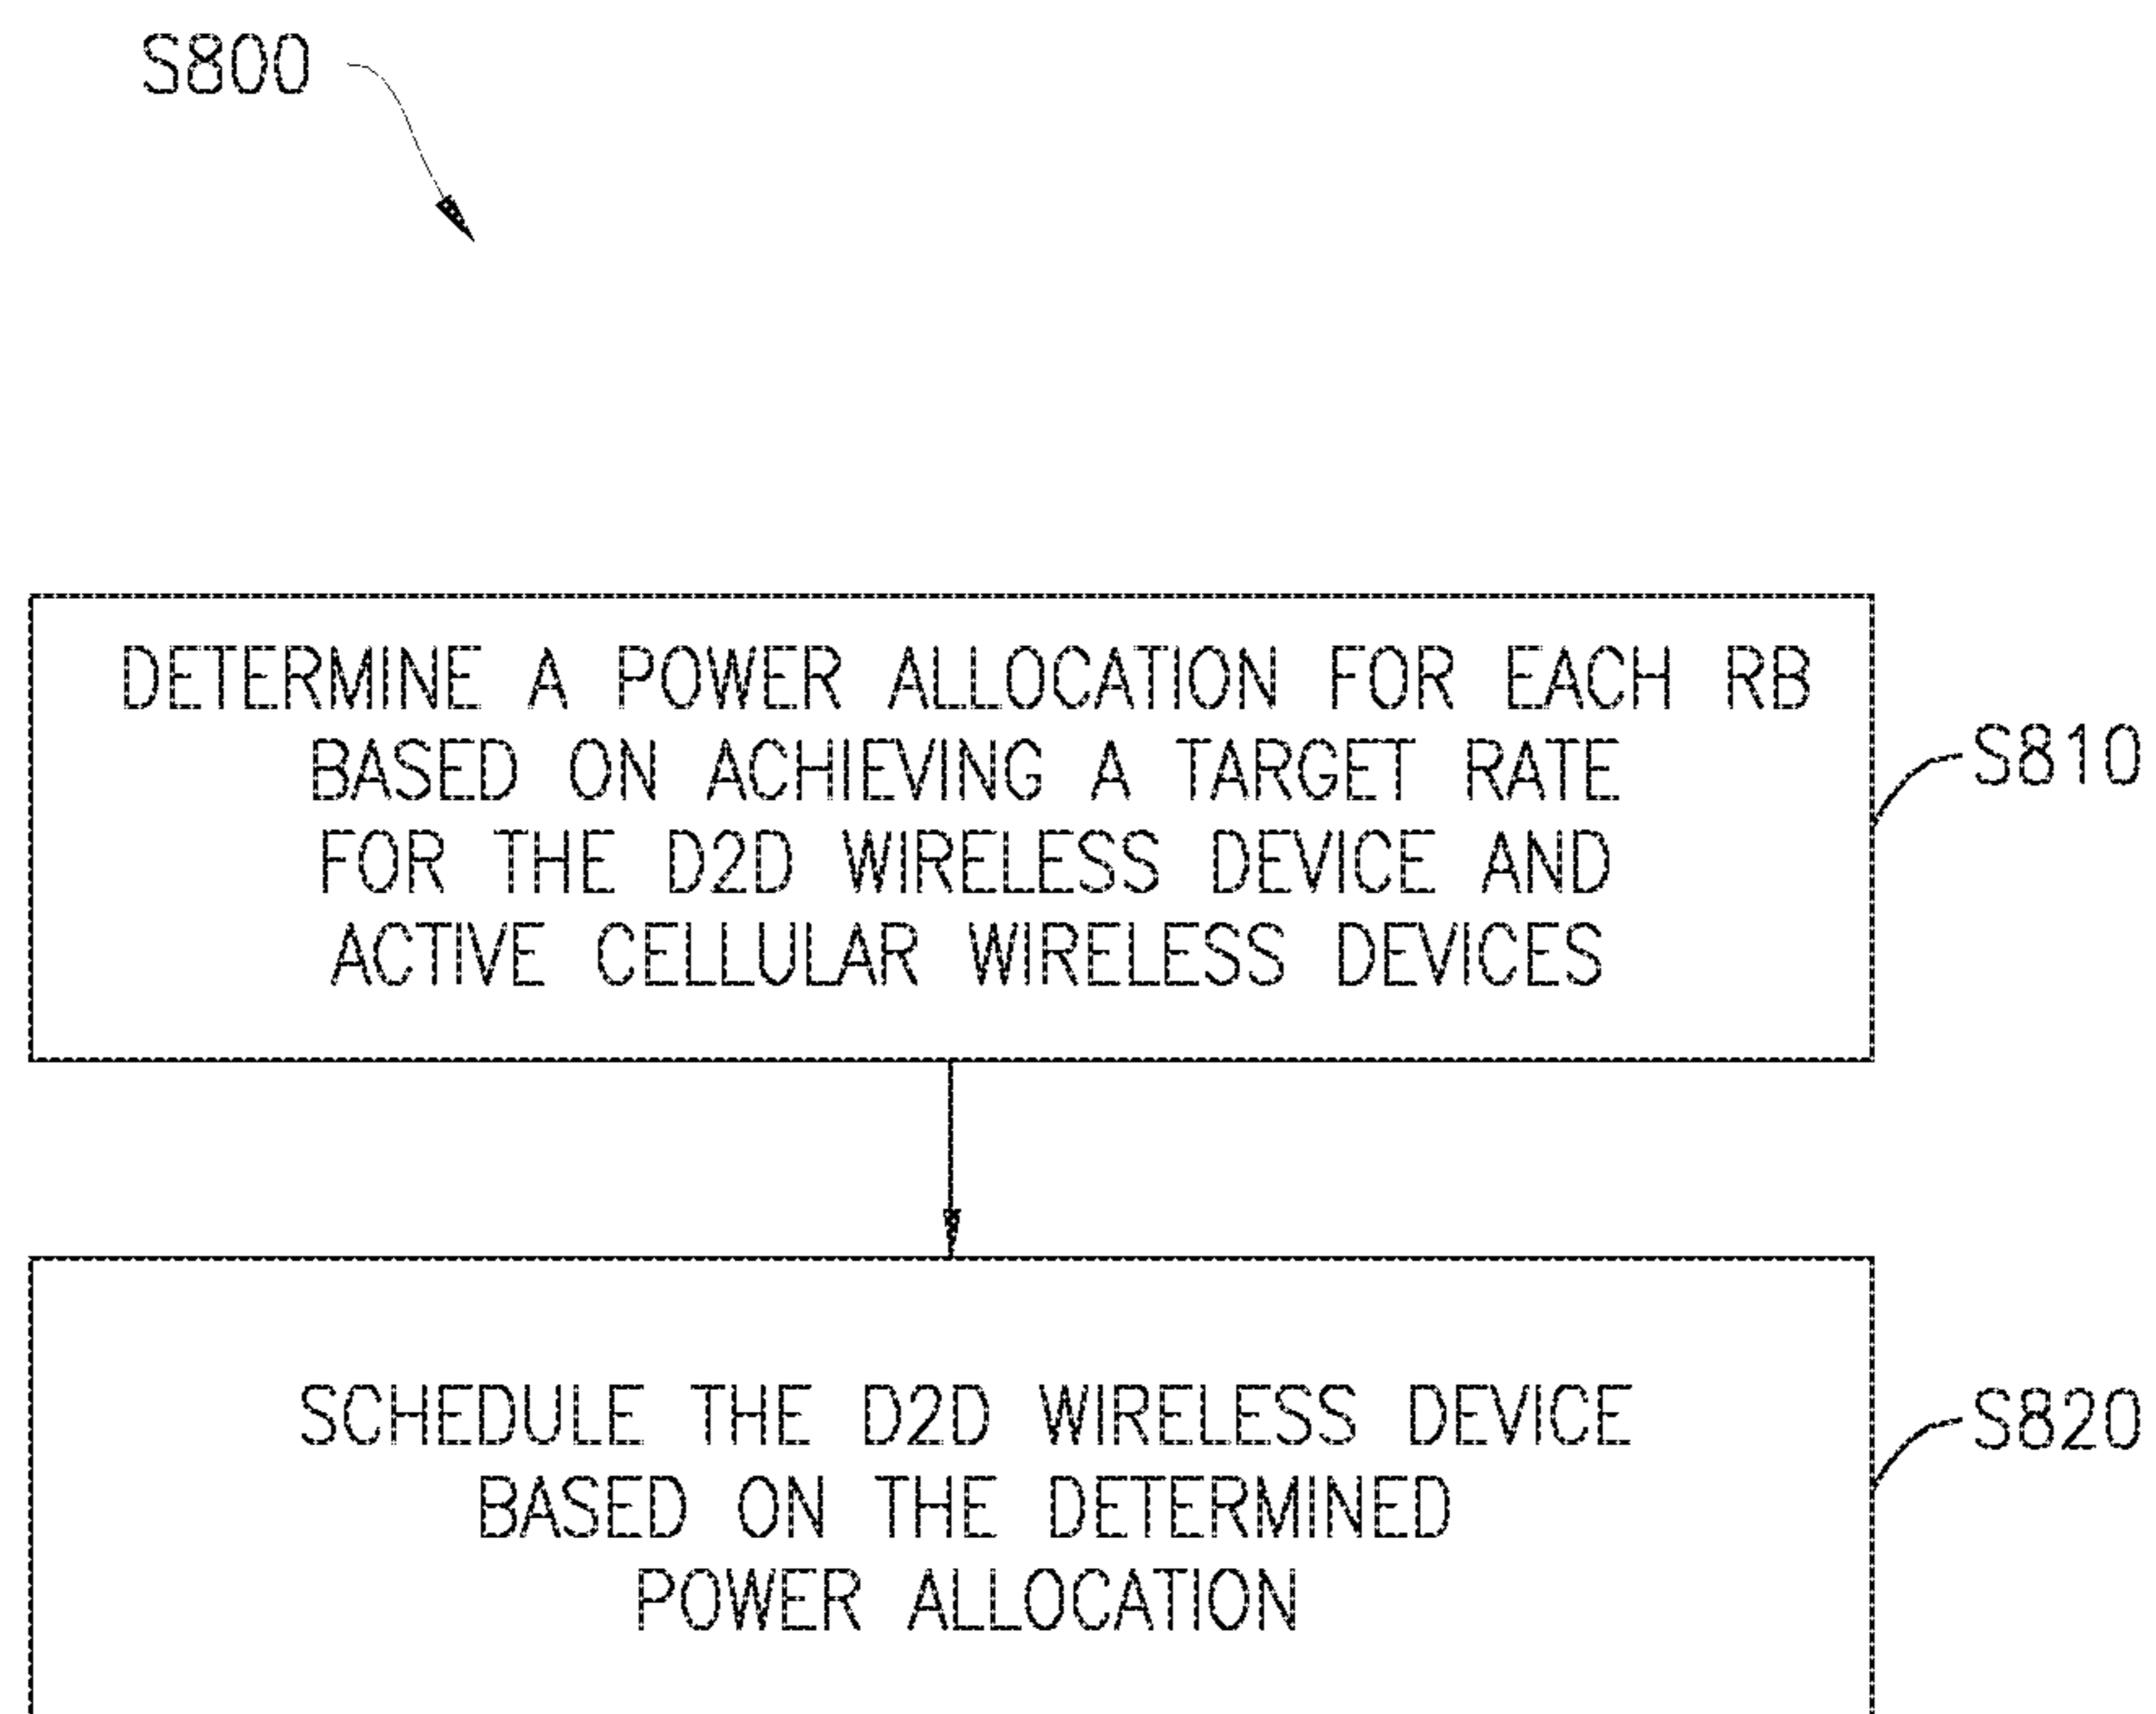 S800
DETERMINE A POWER ALLOCATION FOR EACH RB
BASED ON ACHIEVING A TARGET RATE
FOR THE D2D WIRELESS DEVICE AND
ACTIVE CELLULAR WIRELESS DEVICES
S810
SCHEDULE THE D2D WIRELESS DEVICE
BASED ON THE DETERMINED
POWER ALLOCATION
S820